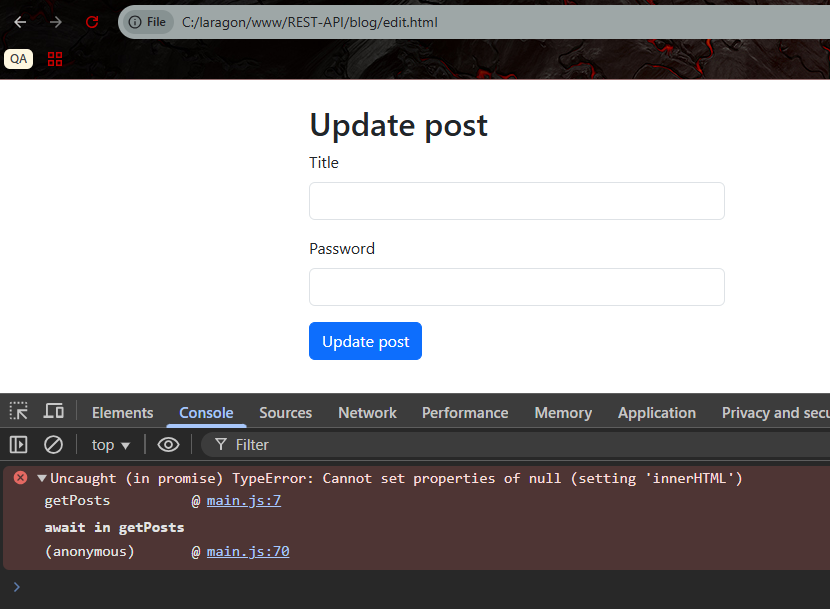 File C:/laragon/www/REST-API/blog/edit.html
QA
Update post
Title
Password
Update post
Elements Console Sources Network Performance Memory Application Privacy and secu
top Filter
Uncaught (in promise) TypeError: Cannot set properties of null (setting 'innerHTML')
getPosts @ main.js:7
await in getPosts
(anonymous) @ main.js:70